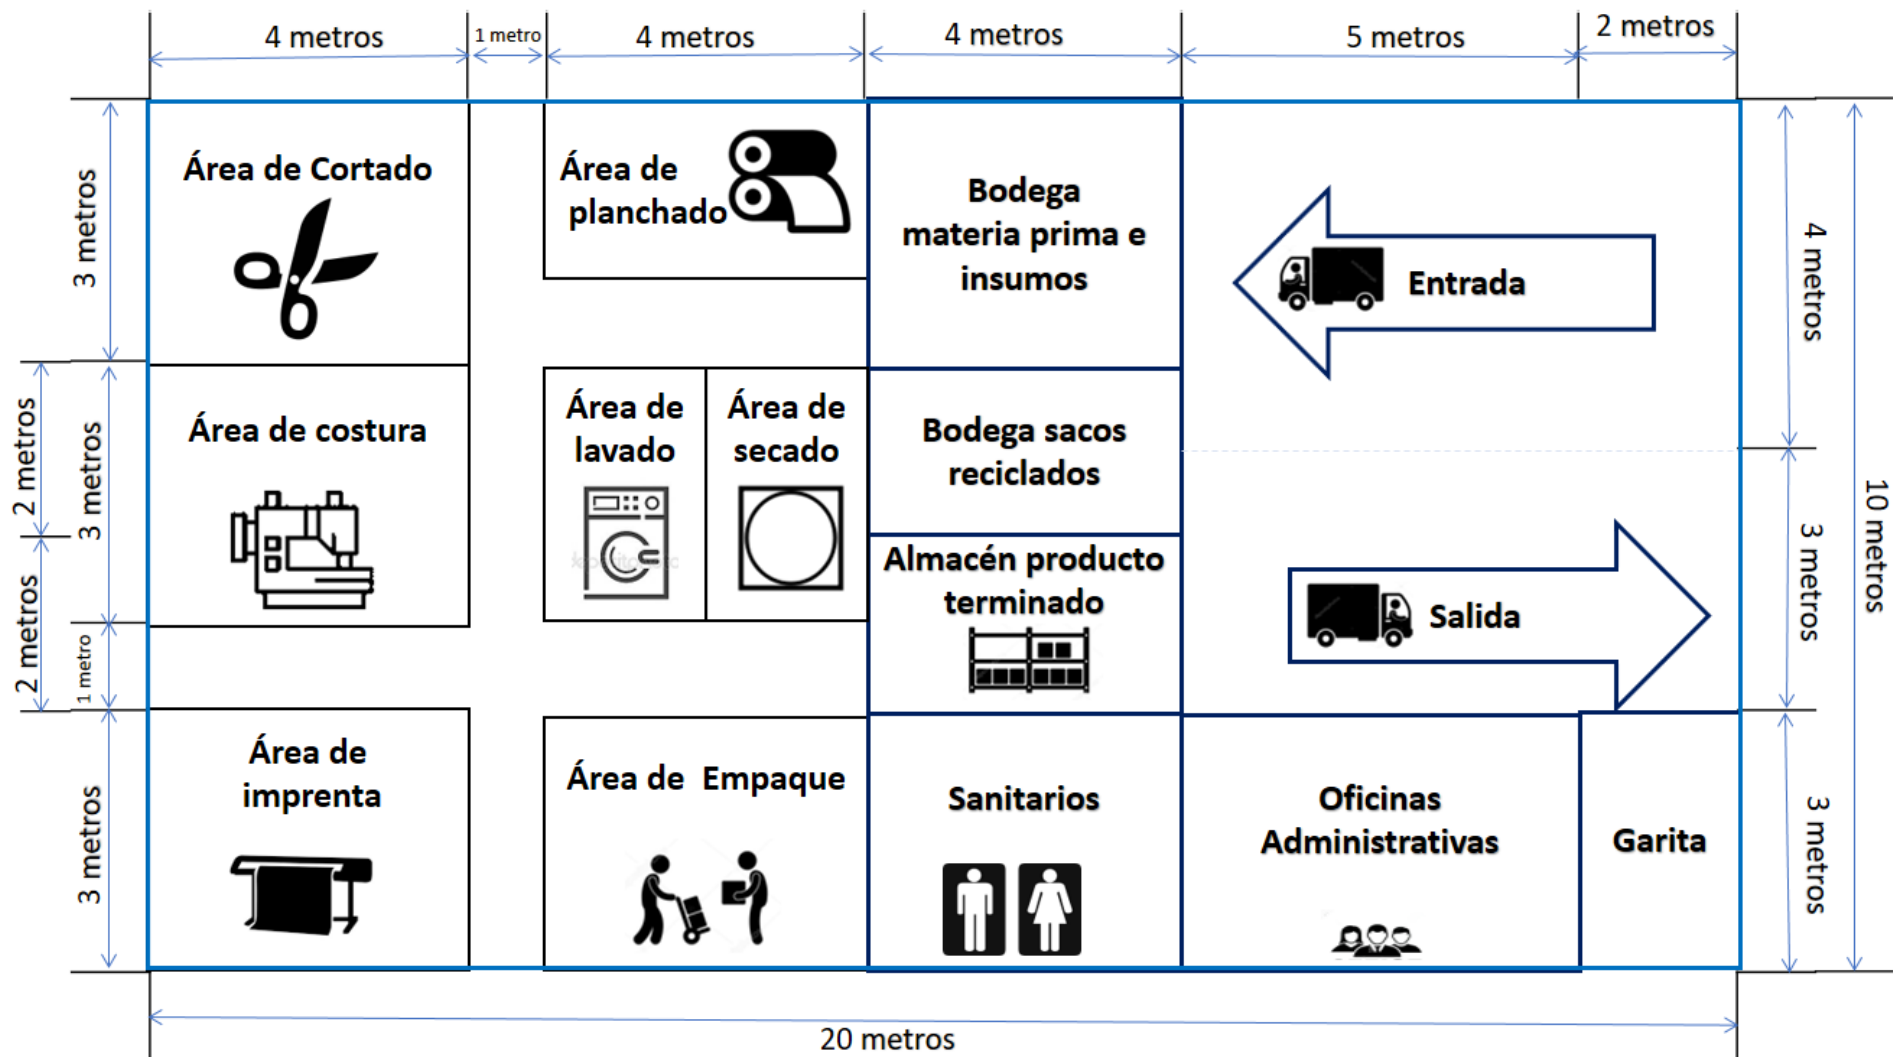 4 metros
1 metro
4 metros
4 metros
5 metros
2 metros
3 metros
Área de Cortado
Área de
planchado
Bodega
materia prima e
insumos
Entrada
4 metros
2 metros
3 metros
Área de costura
Área de
lavado
Área de
secado
Bodega sacos
reciclados
10 metros
3 metros
Almacén producto
terminado
Salida
2 metros
1 metro
3 metros
Área de
imprenta
Área de Empaque
Sanitarios
Oficinas
Administrativas
Garita
3 metros
20 metros